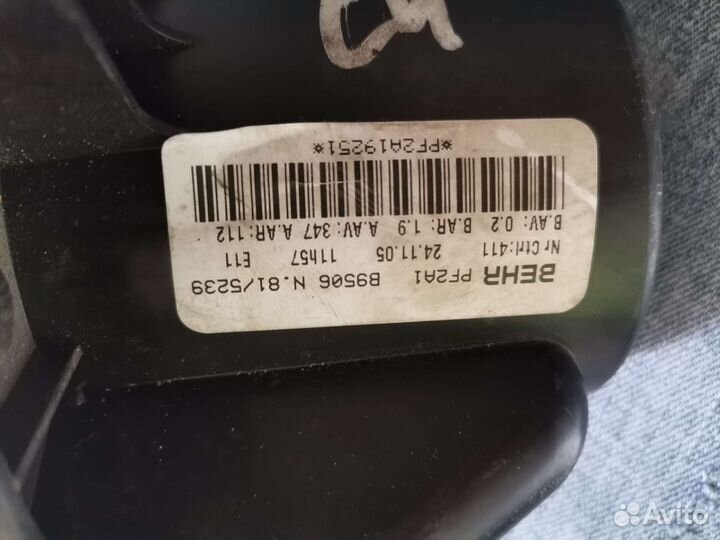 BEHR PF2A1 B9506 N.81/5239
Nr Ctrl:411 24.11.05 11h57 E11
B.AV: 0.2 B.AR: 1.9 A.AV:347 A.AR:112
*PF2A19251*
Avito